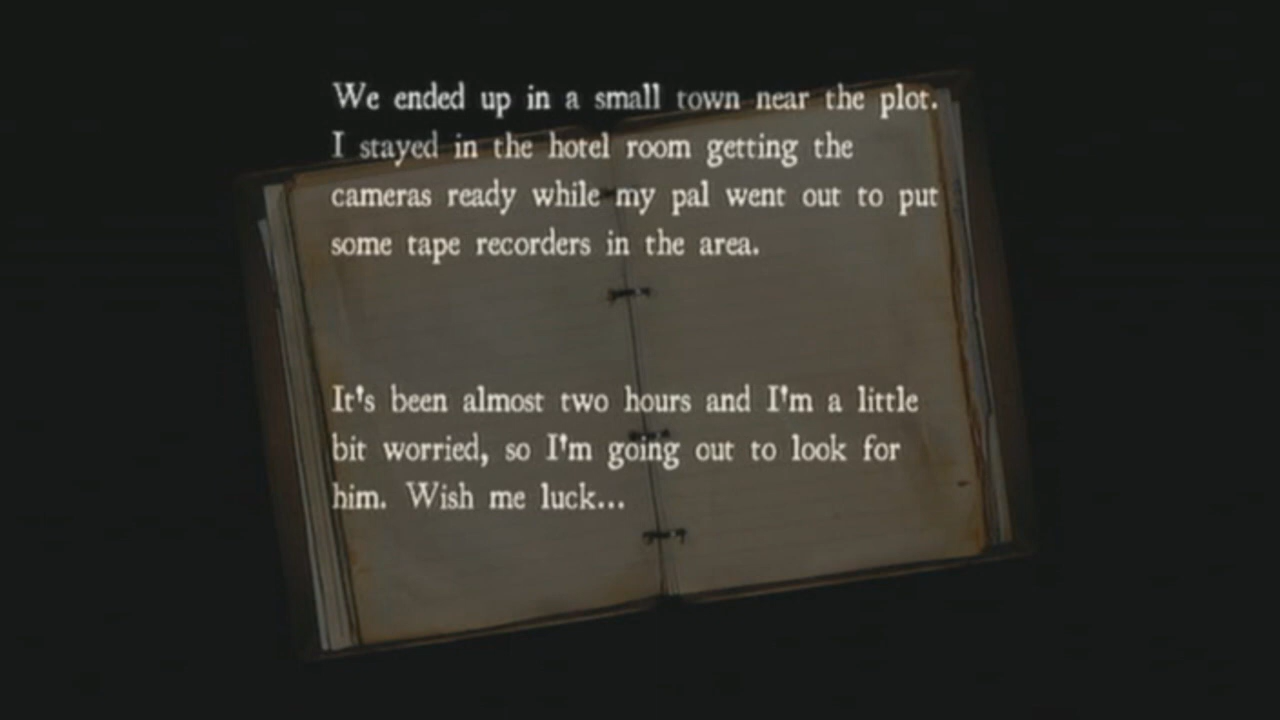 We ended up in a small town near the plot.
I stayed in the hotel room getting the
cameras ready while my pal went out to put
some tape recorders in the area.
It's been almost two hours and I'm a little
bit worried, so I'm going out to look for
him. Wish me luck...